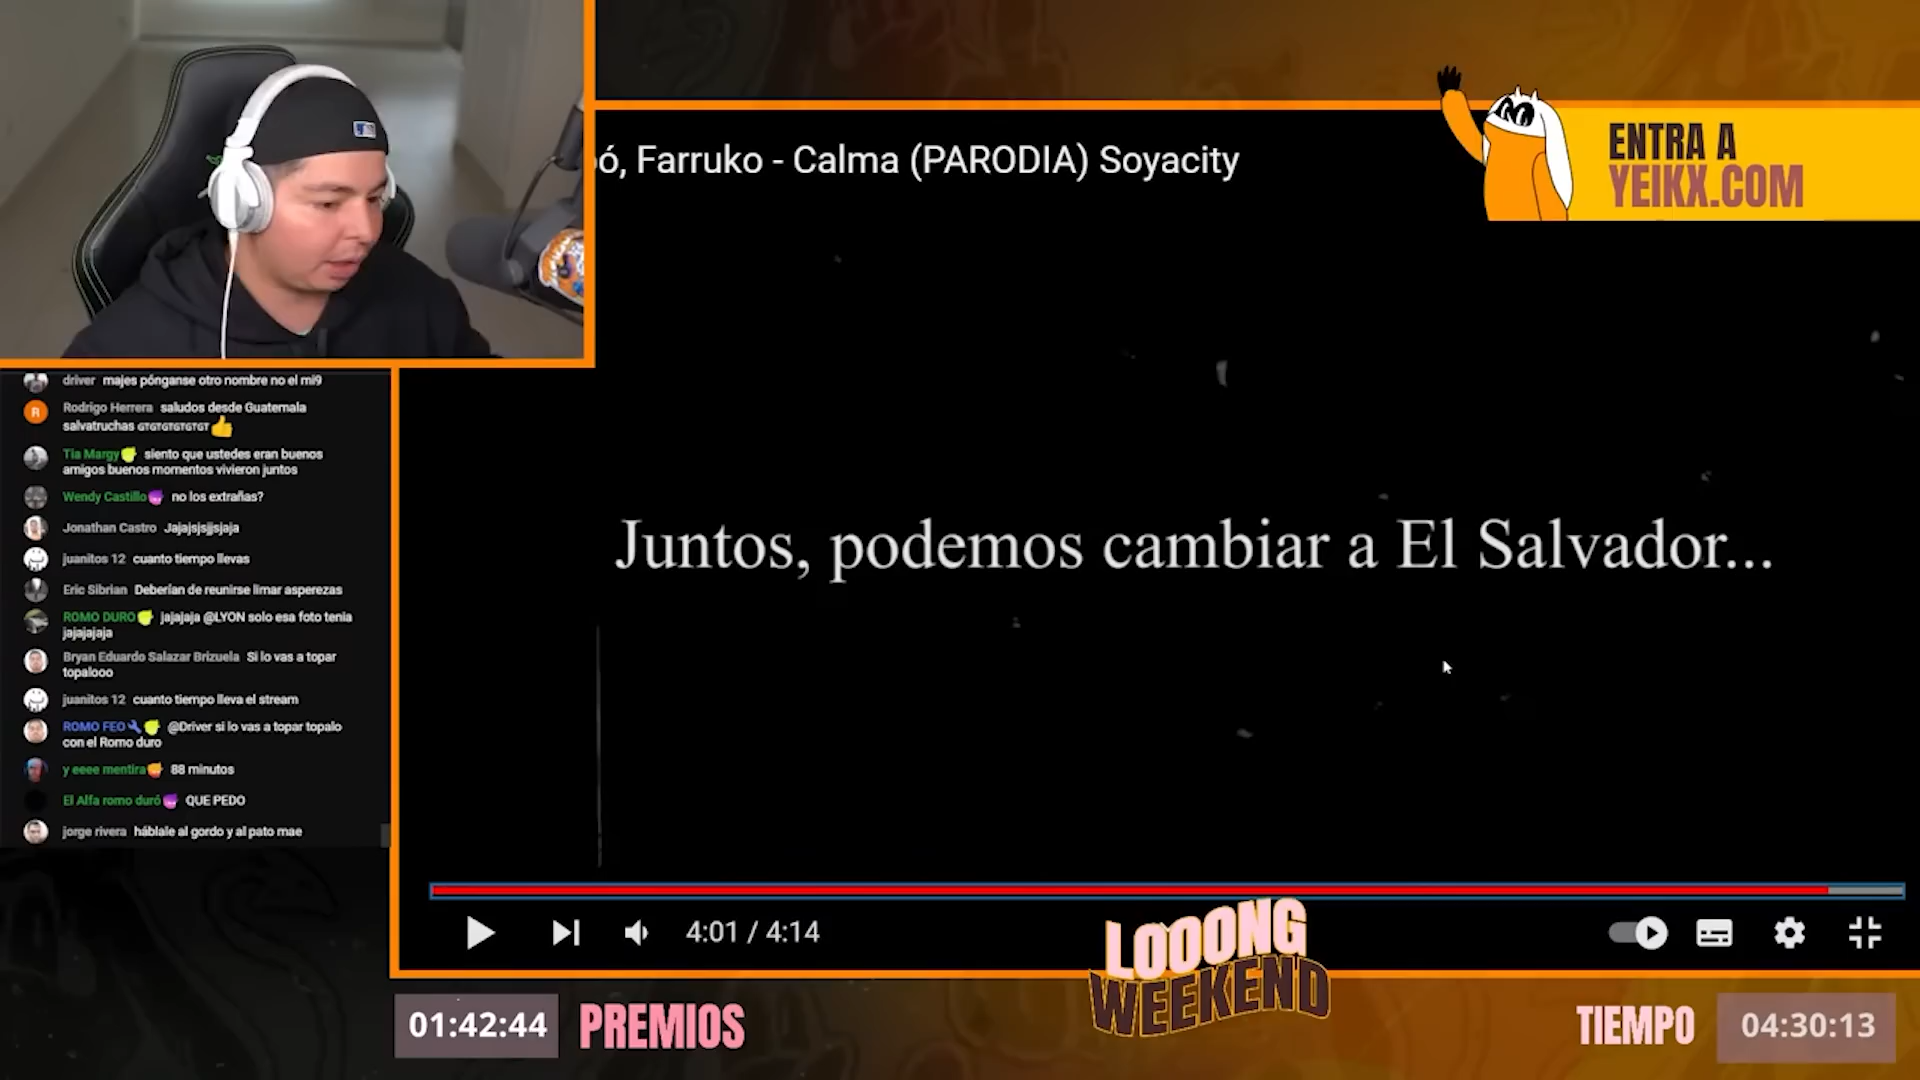 ó, Farruko - Calma (PARODIA) Soyacity
ENTRA A
YEIKX.COM
driver majes pónganse otro nombre no el mi9
Rodrigo Herrera saludos desde Guatemala
salvatruchas GTGTGTGTGTGT
Tia Margy siento que ustedes eran buenos
amigos buenos momentos vivieron juntos
Wendy Castillo no los extrañas?
Jonathan Castro Jajajsjsjjsjaja
juanitos 12 cuanto tiempo llevas
Eric Sibrian Deberían de reunirse limar asperezas
ROMO DURO jajajaja @LYON solo esa foto tenia
jajajajaja
Bryan Eduardo Salazar Brizuela Si lo vas a topar
topalooo
juanitos 12 cuanto tiempo lleva el stream
ROMO FEO @Driver si lo vas a topar topalo
con el Romo duro
y eeee mentira 88 minutos
El Alfa romo duró QUE PEDO
jorge rivera háblale al gordo y al pato mae
Juntos, podemos cambiar a El Salvador...
4:01 / 4:14
LOOONG
WEEKEND
01:42:44 PREMIOS
TIEMPO 04:30:13